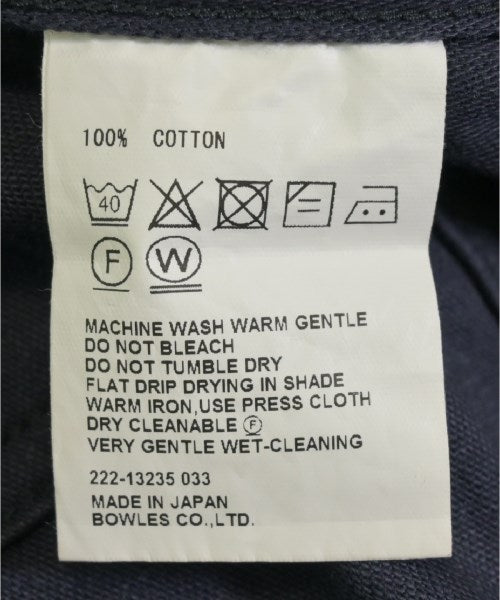 100% COTTON
40
F W
MACHINE WASH WARM GENTLE
DO NOT BLEACH
DO NOT TUMBLE DRY
FLAT DRIP DRYING IN SHADE
WARM IRON,USE PRESS CLOTH
DRY CLEANABLE Ⓕ
VERY GENTLE WET-CLEANING
222-13235 033
MADE IN JAPAN
BOWLES CO.,LTD.